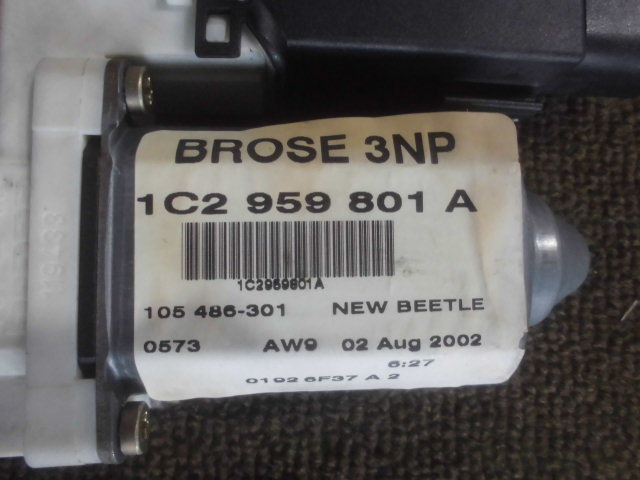 BROSE 3NP
1C2 959 801 A
1C2959801A
105 486-301 NEW BEETLE
0573 AW9 02 Aug 2002
6:27
0192 6F37 A 2